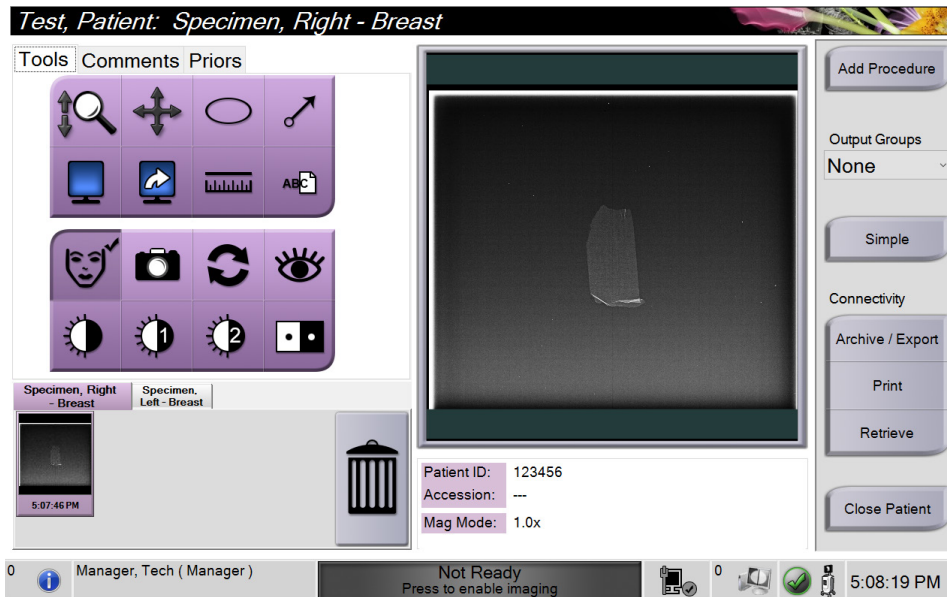 Test, Patient: Specimen, Right - Breast
Tools Comments Priors
ABC
1
2
Specimen, Right
- Breast
Specimen,
Left - Breast
5:07:46 PM
Patient ID: 123456
Accession: ---
Mag Mode: 1.0x
Add Procedure
Output Groups
None
Simple
Connectivity
Archive / Export
Print
Retrieve
Close Patient
0
i
Manager, Tech ( Manager )
Not Ready
Press to enable imaging
0
5:08:19 PM